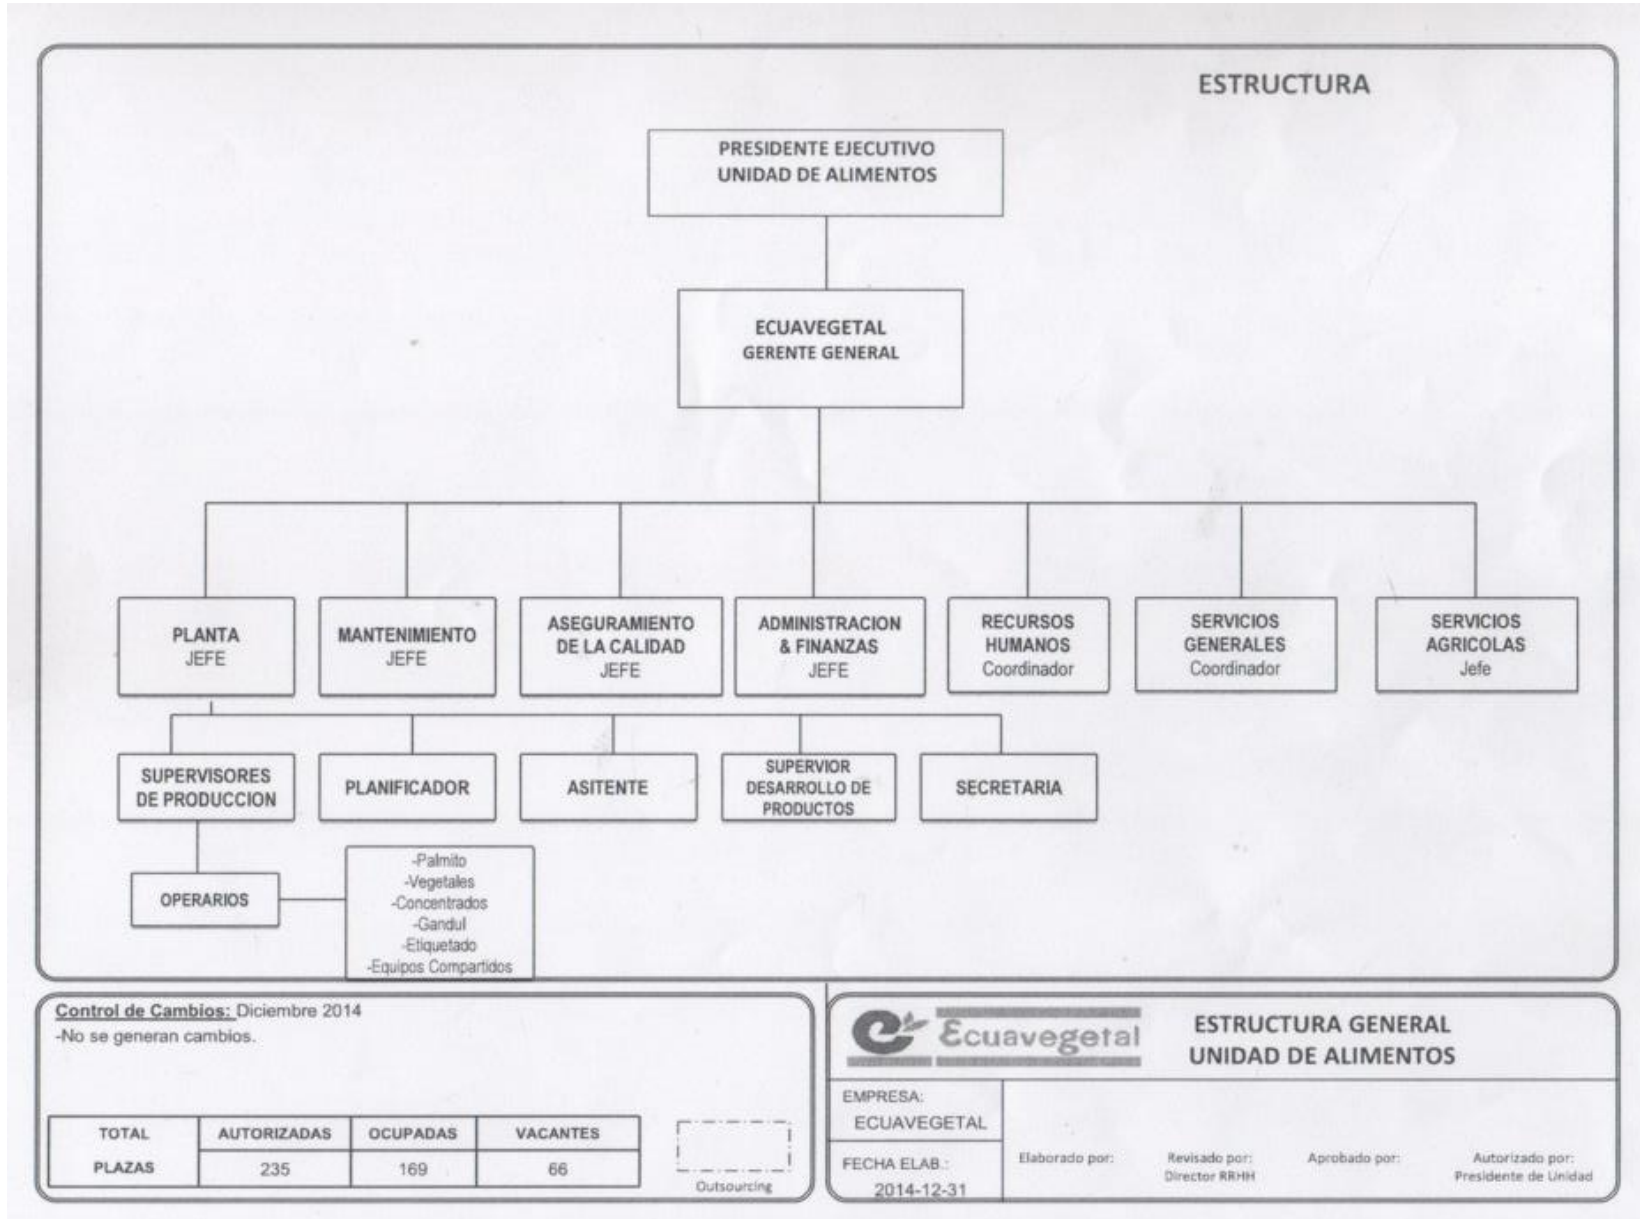 ESTRUCTURA
PRESIDENTE EJECUTIVO
UNIDAD DE ALIMENTOS
ECUAVEGETAL
GERENTE GENERAL
PLANTA
JEFE
MANTENIMIENTO
JEFE
ASEGURAMIENTO
DE LA CALIDAD
JEFE
ADMINISTRACION
& FINANZAS
JEFE
RECURSOS
HUMANOS
Coordinador
SERVICIOS
GENERALES
Coordinador
SERVICIOS
AGRICOLAS
Jefe
SUPERVISORES
DE PRODUCCION
PLANIFICADOR
ASITENTE
SUPERVIOR
DESARROLLO DE
PRODUCTOS
SECRETARIA
OPERARIOS
-Palmito
-Vegetales
-Concentrados
-Gandul
-Etiquetado
-Equipos Compartidos
Control de Cambios: Diciembre 2014
-No se generan cambios.
TOTAL PLAZAS
AUTORIZADAS OCUPADAS VACANTES
235 169 66
Outsourcing
Ecuavegetal
ESTRUCTURA GENERAL
UNIDAD DE ALIMENTOS
EMPRESA:
ECUAVEGETAL
FECHA ELAB.:
2014-12-31
Elaborado por:
Revisado por:
Director RRHH
Aprobado por:
Autorizado por:
Presidente de Unidad